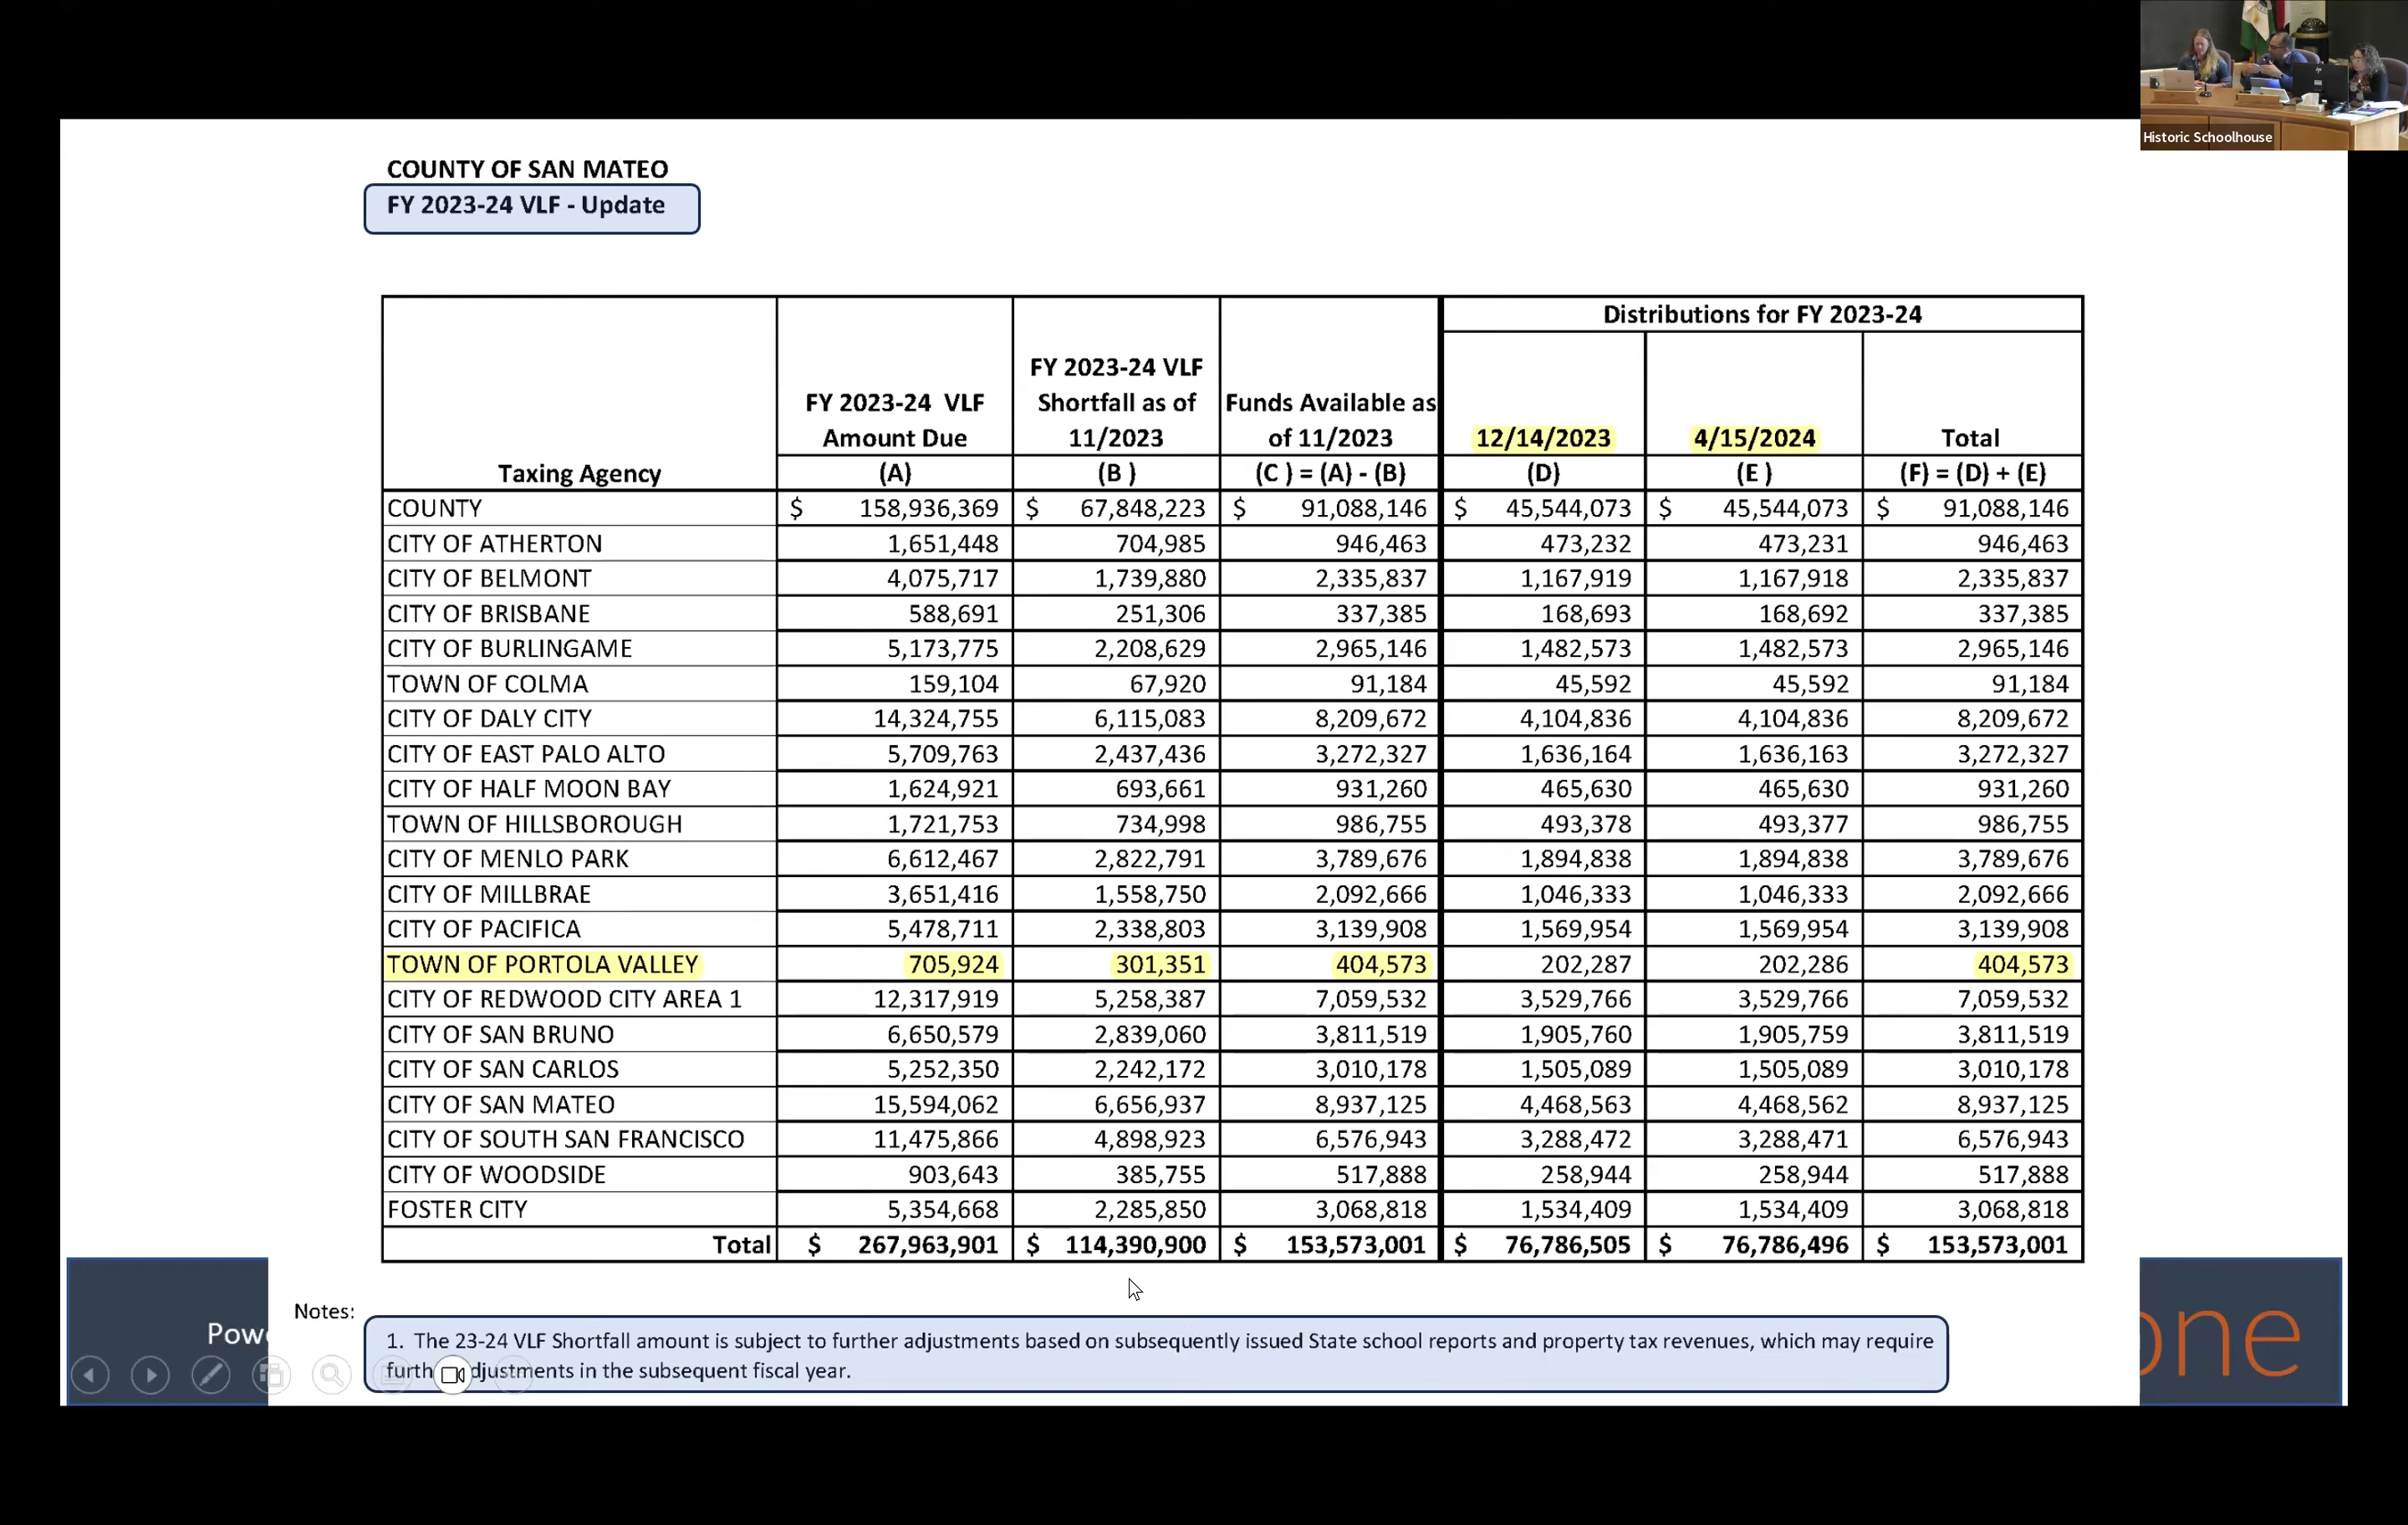 Historic Schoolhouse
COUNTY OF SAN MATEO
FY 2023-24 VLF - Update
Distributions for FY 2023-24
Taxing Agency
FY 2023-24 VLF
Amount Due
(A)
FY 2023-24 VLF
Shortfall as of
11/2023
(B )
Funds Available as
of 11/2023
(C ) = (A) - (B)
12/14/2023
(D)
4/15/2024
(E )
Total
(F) = (D) + (E)
COUNTY $ 158,936,369 $ 67,848,223 $ 91,088,146 $ 45,544,073 $ 45,544,073 $ 91,088,146
CITY OF ATHERTON 1,651,448 704,985 946,463 473,232 473,231 946,463
CITY OF BELMONT 4,075,717 1,739,880 2,335,837 1,167,919 1,167,918 2,335,837
CITY OF BRISBANE 588,691 251,306 337,385 168,693 168,692 337,385
CITY OF BURLINGAME 5,173,775 2,208,629 2,965,146 1,482,573 1,482,573 2,965,146
TOWN OF COLMA 159,104 67,920 91,184 45,592 45,592 91,184
CITY OF DALY CITY 14,324,755 6,115,083 8,209,672 4,104,836 4,104,836 8,209,672
CITY OF EAST PALO ALTO 5,709,763 2,437,436 3,272,327 1,636,164 1,636,163 3,272,327
CITY OF HALF MOON BAY 1,624,921 693,661 931,260 465,630 465,630 931,260
TOWN OF HILLSBOROUGH 1,721,753 734,998 986,755 493,378 493,377 986,755
CITY OF MENLO PARK 6,612,467 2,822,791 3,789,676 1,894,838 1,894,838 3,789,676
CITY OF MILLBRAE 3,651,416 1,558,750 2,092,666 1,046,333 1,046,333 2,092,666
CITY OF PACIFICA 5,478,711 2,338,803 3,139,908 1,569,954 1,569,954 3,139,908
TOWN OF PORTOLA VALLEY 705,924 301,351 404,573 202,287 202,286 404,573
CITY OF REDWOOD CITY AREA 1 12,317,919 5,258,387 7,059,532 3,529,766 3,529,766 7,059,532
CITY OF SAN BRUNO 6,650,579 2,839,060 3,811,519 1,905,760 1,905,759 3,811,519
CITY OF SAN CARLOS 5,252,350 2,242,172 3,010,178 1,505,089 1,505,089 3,010,178
CITY OF SAN MATEO 15,594,062 6,656,937 8,937,125 4,468,563 4,468,562 8,937,125
CITY OF SOUTH SAN FRANCISCO 11,475,866 4,898,923 6,576,943 3,288,472 3,288,471 6,576,943
CITY OF WOODSIDE 903,643 385,755 517,888 258,944 258,944 517,888
FOSTER CITY 5,354,668 2,285,850 3,068,818 1,534,409 1,534,409 3,068,818
Total $ 267,963,901 $ 114,390,900 $ 153,573,001 $ 76,786,505 $ 76,786,496 $ 153,573,001
Notes:
1. The 23-24 VLF Shortfall amount is subject to further adjustments based on subsequently issued State school reports and property tax revenues, which may require
in the subsequent fiscal year.